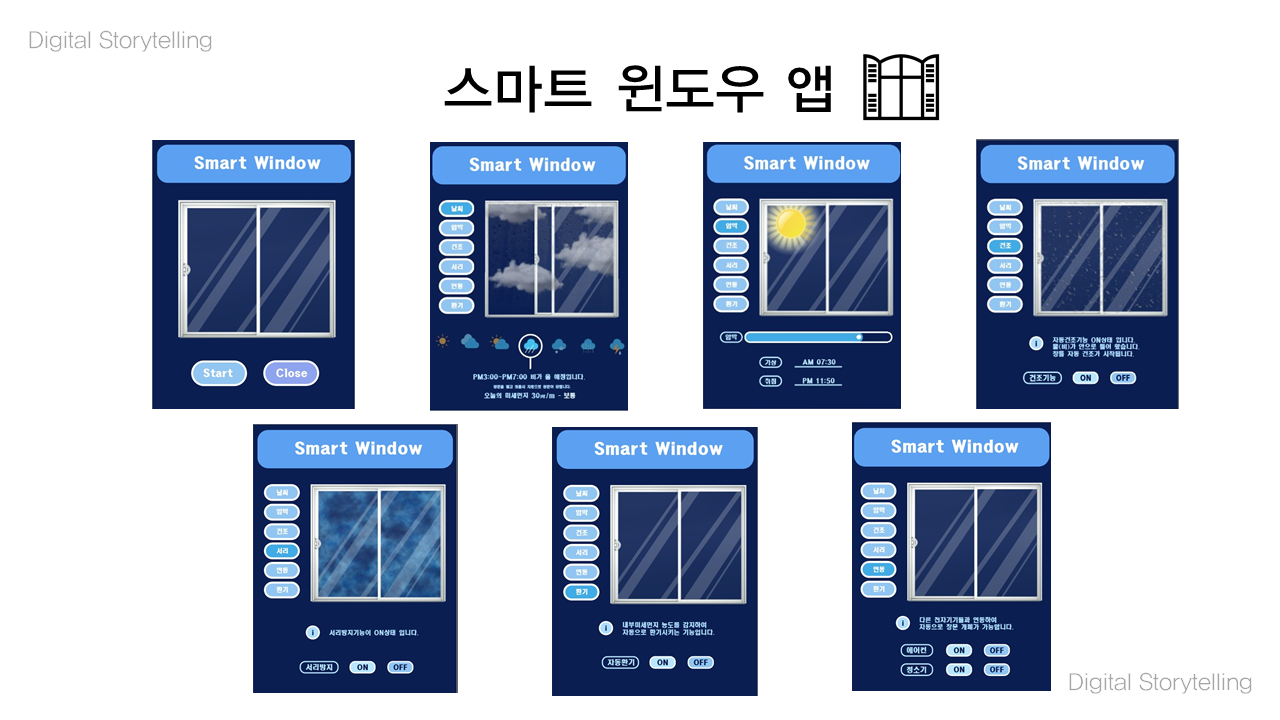 Digital Storytelling
스마트 윈도우 앱
Smart Window
Start
Close
Smart Window
날씨
암막
건조
서리
연동
환기
PM3:00~PM7:00 비가 올 예정입니다.
오늘의 미세먼지 30㎍/m - 보통
Smart Window
날씨
암막
건조
서리
연동
환기
암막
기상
AM 07:30
취침
PM 11:50
Smart Window
날씨
암막
건조
서리
연동
환기
i
자동건조기능 ON상태 입니다.
물(비)가 안으로 들어 왔습니다.
창틀 자동 건조가 시작됩니다.
건조기능
ON
OFF
Smart Window
날씨
암막
건조
서리
연동
환기
i
서리방지기능이 ON상태 입니다.
서리방지
ON
OFF
Smart Window
날씨
암막
건조
서리
연동
환기
i
내부미세먼지 농도를 감지하여
자동으로 환기시키는 기능입니다.
자동환기
ON
OFF
Smart Window
날씨
암막
건조
서리
연동
환기
i
다른 전자기기들과 연동하여
자동으로 창문 개폐가 가능합니다.
에어컨
ON
OFF
청소기
ON
OFF
Digital Storytelling